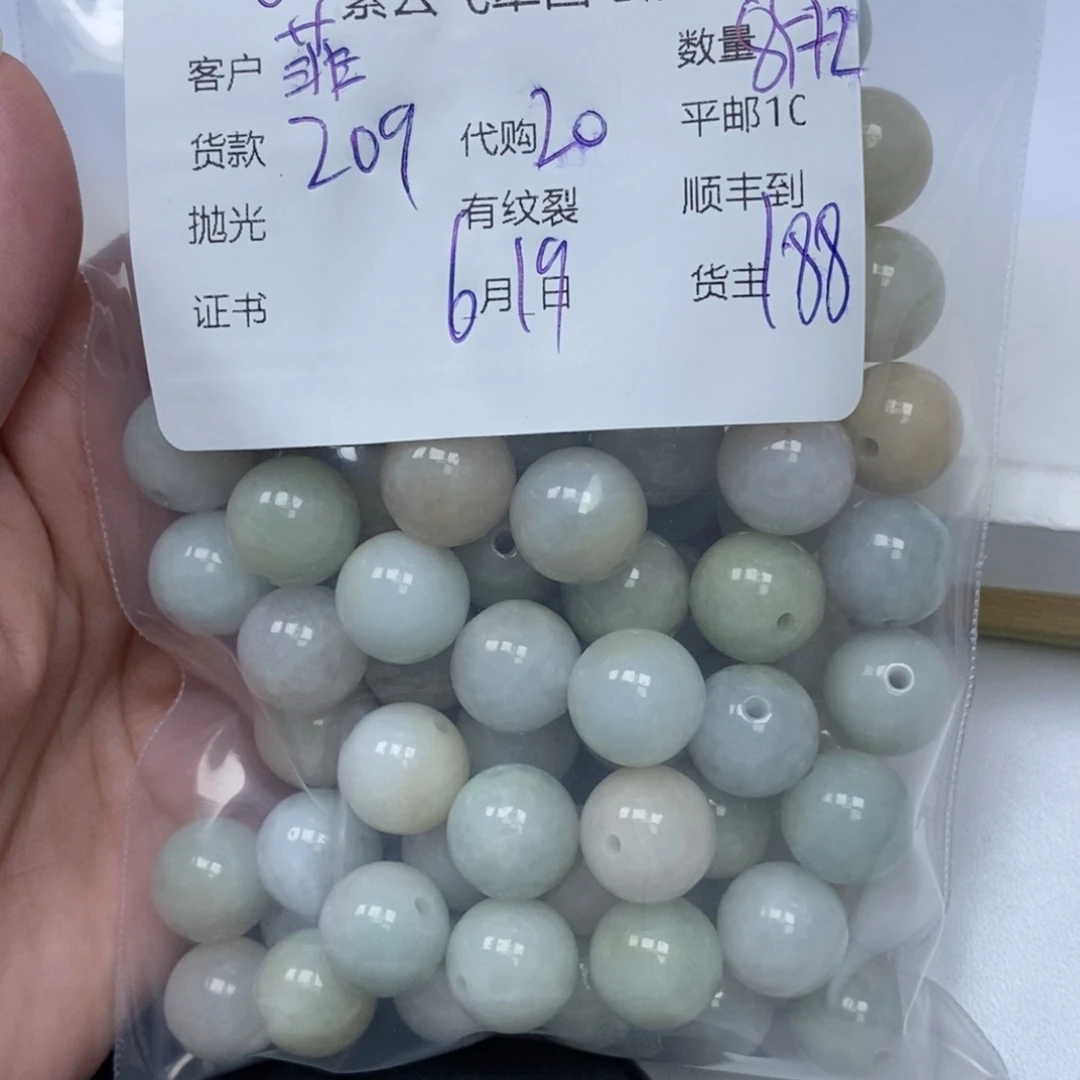 客户 菲 数量 8-72
货款 209 代购 20 平邮1C
抛光 有纹裂 顺丰到
证书 6月19日 货主 188